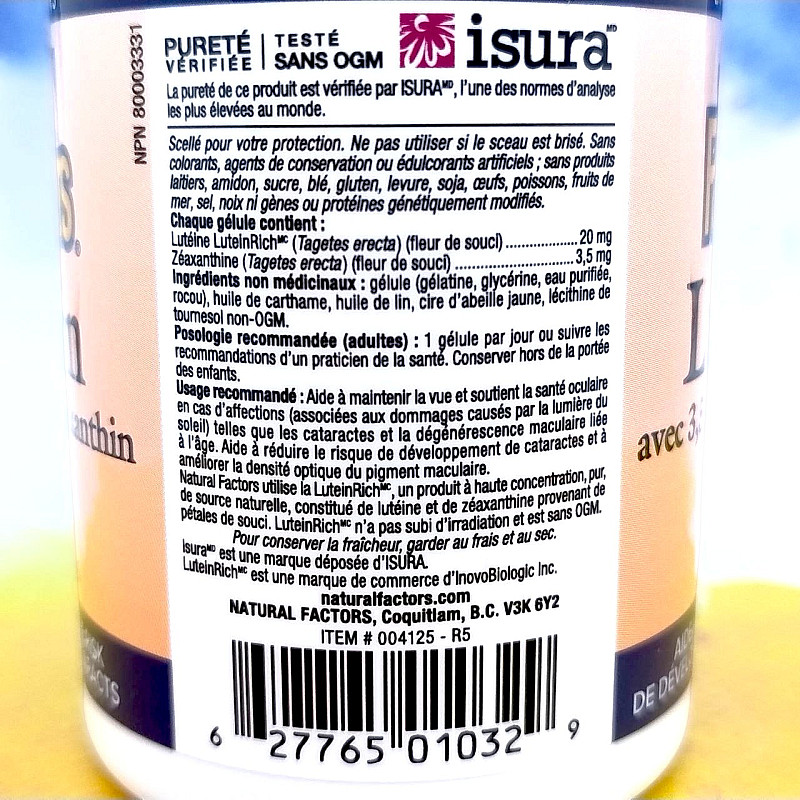 NPN 80003331
PURETÉ VÉRIFIÉE | TESTÉ SANS OGM isura MD
La pureté de ce produit est vérifiée par ISURAMD, l'une des normes d'analyse
les plus élevées au monde.
Scellé pour votre protection. Ne pas utiliser si le sceau est brisé. Sans
colorants, agents de conservation ou édulcorants artificiels ; sans produits
laitiers, amidon, sucre, blé, gluten, levure, soja, œufs, poissons, fruits de
mer, sel, noix ni gènes ou protéines génétiquement modifiés.
Chaque gélule contient :
Lutéine LuteinRichMC (Tagetes erecta) (fleur de souci) .................. 20 mg
Zéaxanthine (Tagetes erecta) (fleur de souci) ............................. 3,5 mg
Ingrédients non médicinaux : gélule (gélatine, glycérine, eau purifiée,
rocou), huile de carthame, huile de lin, cire d'abeille jaune, lécithine de
tournesol non-OGM.
Posologie recommandée (adultes) : 1 gélule par jour ou suivre les
recommandations d'un praticien de la santé. Conserver hors de la portée
des enfants.
Usage recommandé : Aide à maintenir la vue et soutient la santé oculaire
en cas d'affections (associées aux dommages causés par la lumière du
soleil) telles que les cataractes et la dégénérescence maculaire liée
à l'âge. Aide à réduire le risque de développement de cataractes et à
améliorer la densité optique du pigment maculaire.
Natural Factors utilise la LuteinRichMC, un produit à haute concentration, pur,
de source naturelle, constitué de lutéine et de zéaxanthine provenant de
pétales de souci. LuteinRichMC n'a pas subi d'irradiation et est sans OGM.
Pour conserver la fraîcheur, garder au frais et au sec.
IsuraMD est une marque déposée d'ISURA.
LuteinRichMC est une marque de commerce d'InovoBiologic Inc.
naturalfactors.com
NATURAL FACTORS, Coquitlam, B.C. V3K 6Y2
ITEM # 004125 - R5
6 27765 01032 9
anthin
avec 3,
DE DÉV